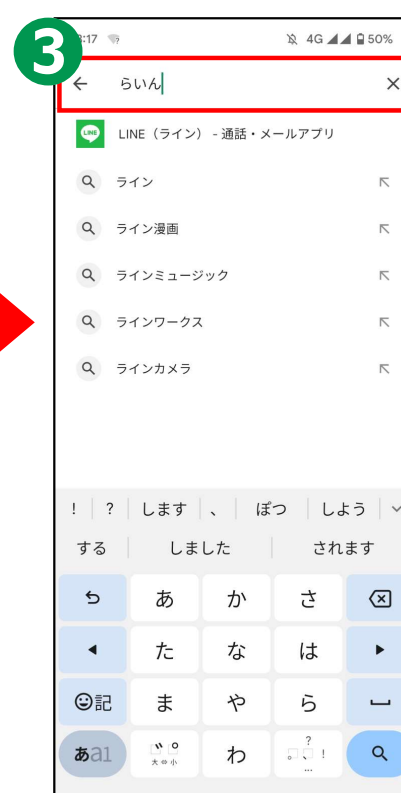 3
:17 4G 50%
らいん
LINE LINE（ライン） - 通話・メールアプリ
ライン
ライン漫画
ラインミュージック
ラインワークス
ラインカメラ
! ? します 、 ぽつ しよう
する しました されます
あ か さ
た な は
記 ま や ら
あa1 大⇔小 わ 。、?!…